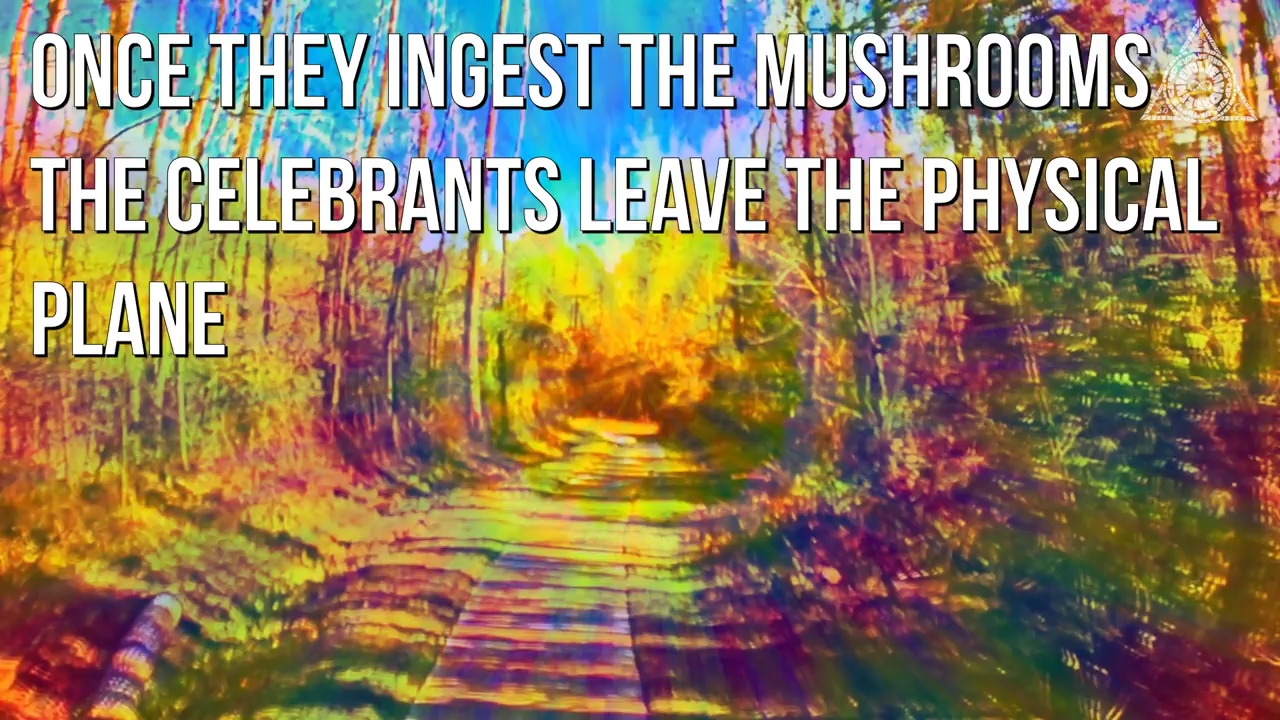 ONCE THEY INGEST THE MUSHROOMS
THE CELEBRANTS LEAVE THE PHYSICAL
PLANE